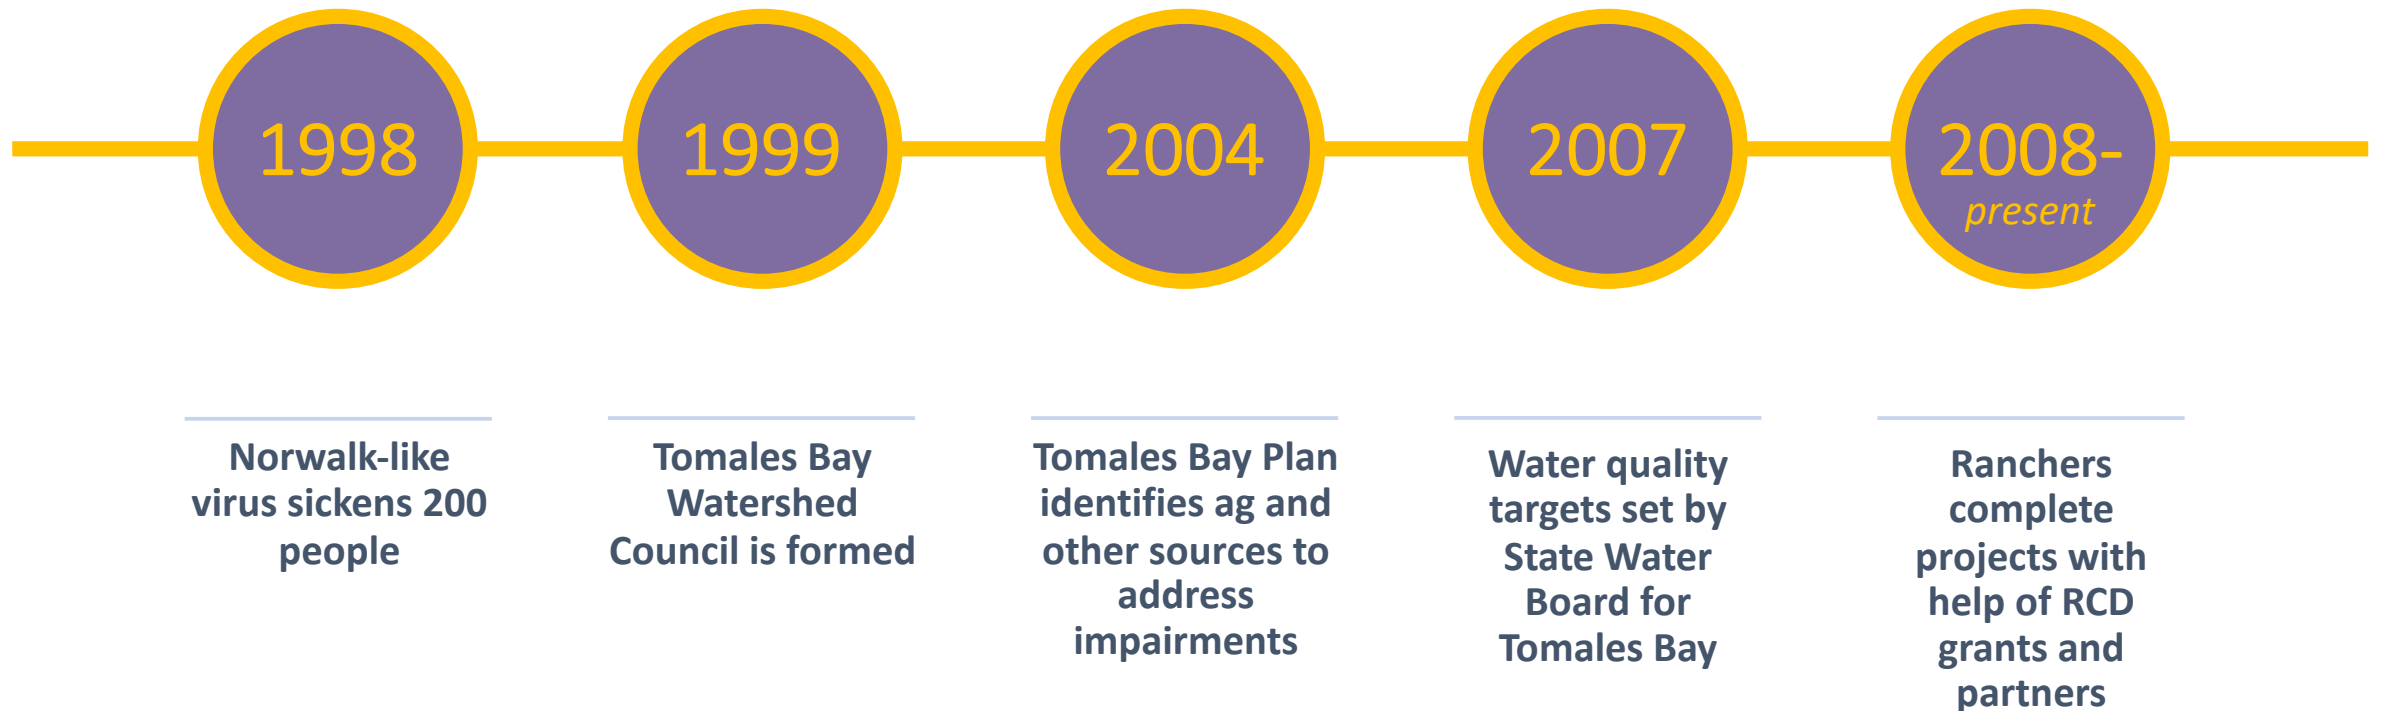 1998
1999
2004
2007
2008-
present
Norwalk-like
virus sickens 200
people
Tomales Bay
Watershed
Council is formed
Tomales Bay Plan
identifies ag and
other sources to
address
impairments
Water quality
targets set by
State Water
Board for
Tomales Bay
Ranchers
complete
projects with
help of RCD
grants and
partners